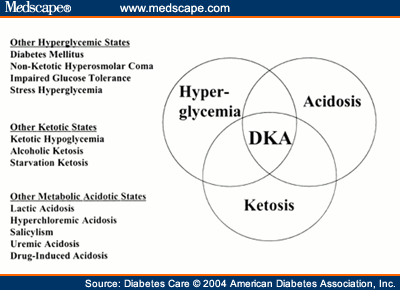 Medscape® www.medscape.com
Other Hyperglycemic States
Diabetes Mellitus
Non-Ketotic Hyperosmolar Coma
Impaired Glucose Tolerance
Stress Hyperglycemia
Other Ketotic States
Ketotic Hypoglycemia
Alcoholic Ketosis
Starvation Ketosis
Other Metabolic Acidotic States
Lactic Acidosis
Hyperchloremic Acidosis
Salicylism
Uremic Acidosis
Drug-Induced Acidosis
Hyper-
glycemia
Acidosis
DKA
Ketosis
Source: Diabetes Care © 2004 American Diabetes Association, Inc.